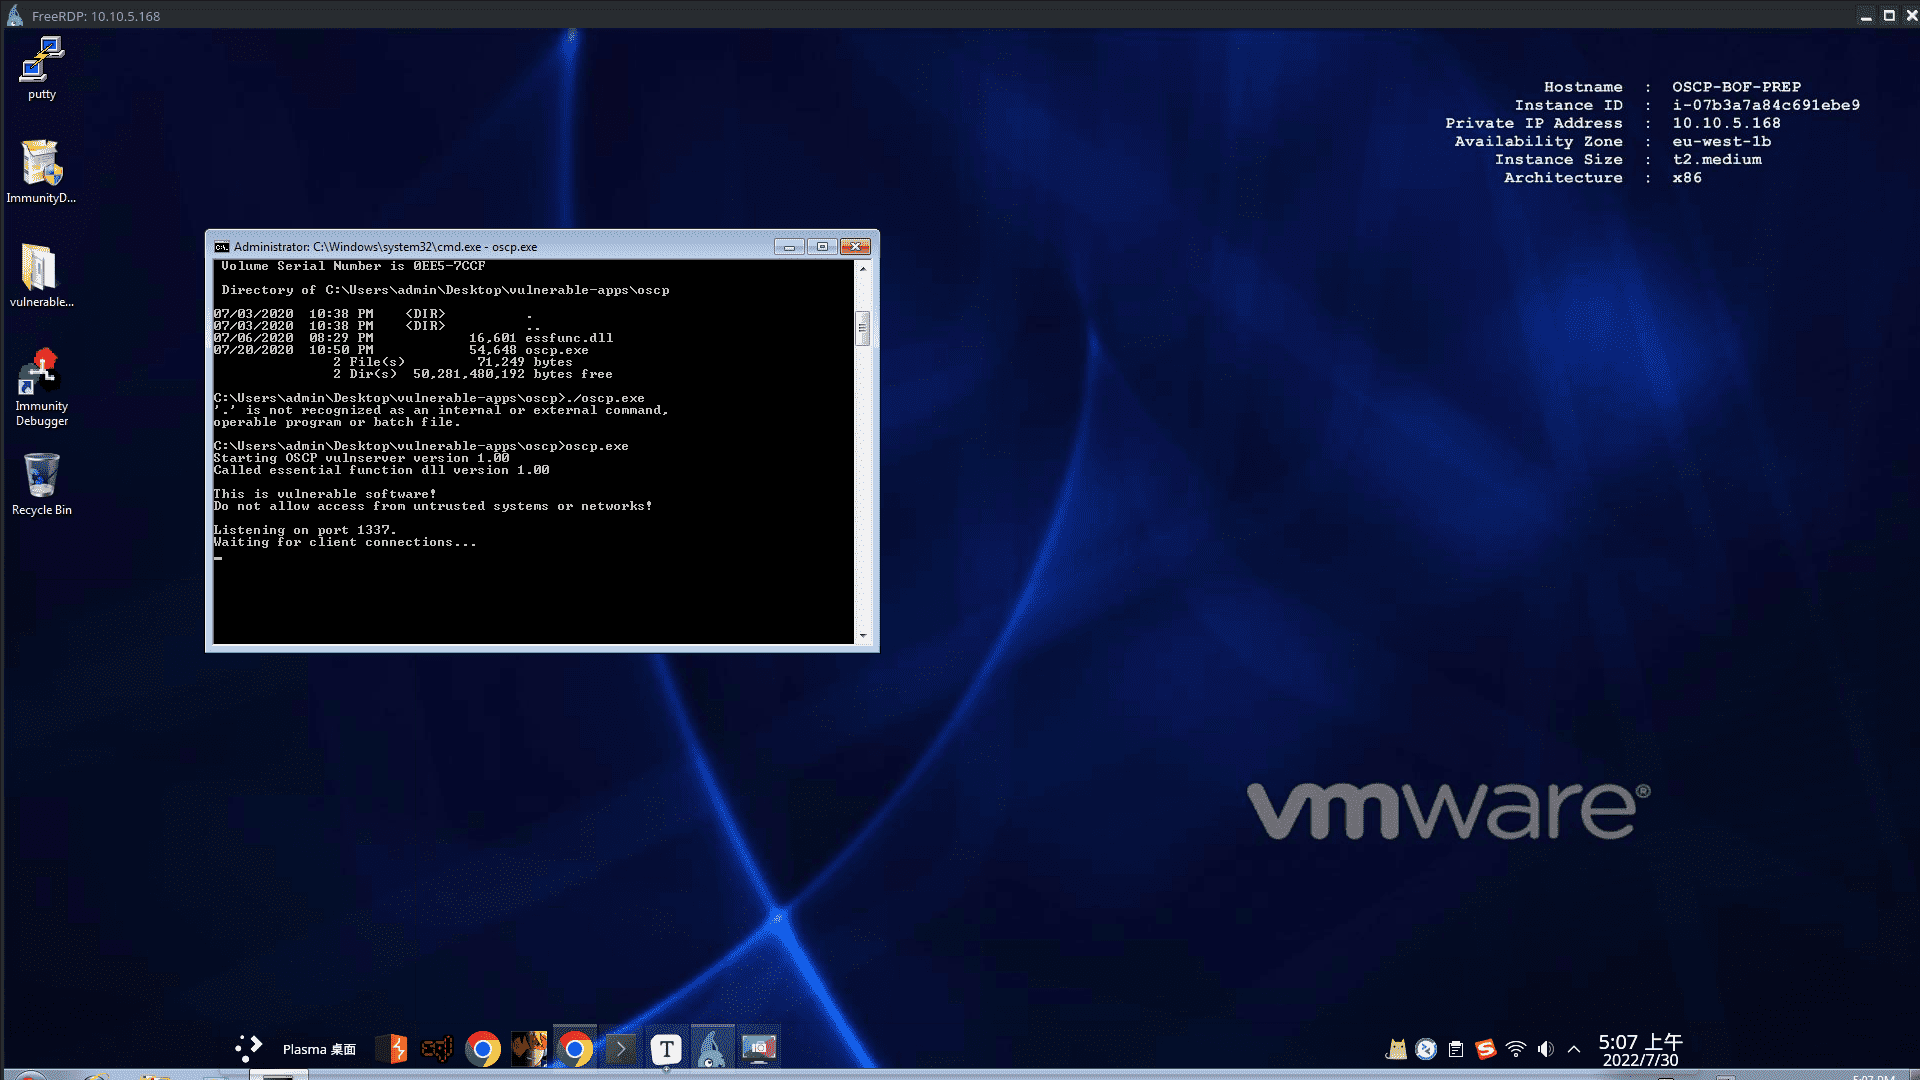 FreeRDP: 10.10.5.168
putty
ImmunityD...
vulnerable...
Immunity
Debugger
Recycle Bin
Hostname : OSCP-BOF-PREP
Instance ID : i-07b3a7a84c691ebe9
Private IP Address : 10.10.5.168
Availability Zone : eu-west-1b
Instance Size : t2.medium
Architecture : x86
Administrator: C:\Windows\system32\cmd.exe - oscp.exe
Volume Serial Number is 0EE5-7CCF
Directory of C:\Users\admin\Desktop\vulnerable-apps\oscp
07/03/2020 10:38 PM <DIR> .
07/03/2020 10:38 PM <DIR> ..
07/06/2020 08:29 PM 16,601 essfunc.dll
07/20/2020 10:50 PM 54,648 oscp.exe
2 File(s) 71,249 bytes
2 Dir(s) 50,281,480,192 bytes free
C:\Users\admin\Desktop\vulnerable-apps\oscp>./oscp.exe
'.' is not recognized as an internal or external command,
operable program or batch file.
C:\Users\admin\Desktop\vulnerable-apps\oscp>oscp.exe
Starting OSCP vulnserver version 1.00
Called essential function dll version 1.00
This is vulnerable software!
Do not allow access from untrusted systems or networks!
Listening on port 1337.
Waiting for client connections...
vmware®
Plasma 桌面
T
5:07 上午
2022/7/30